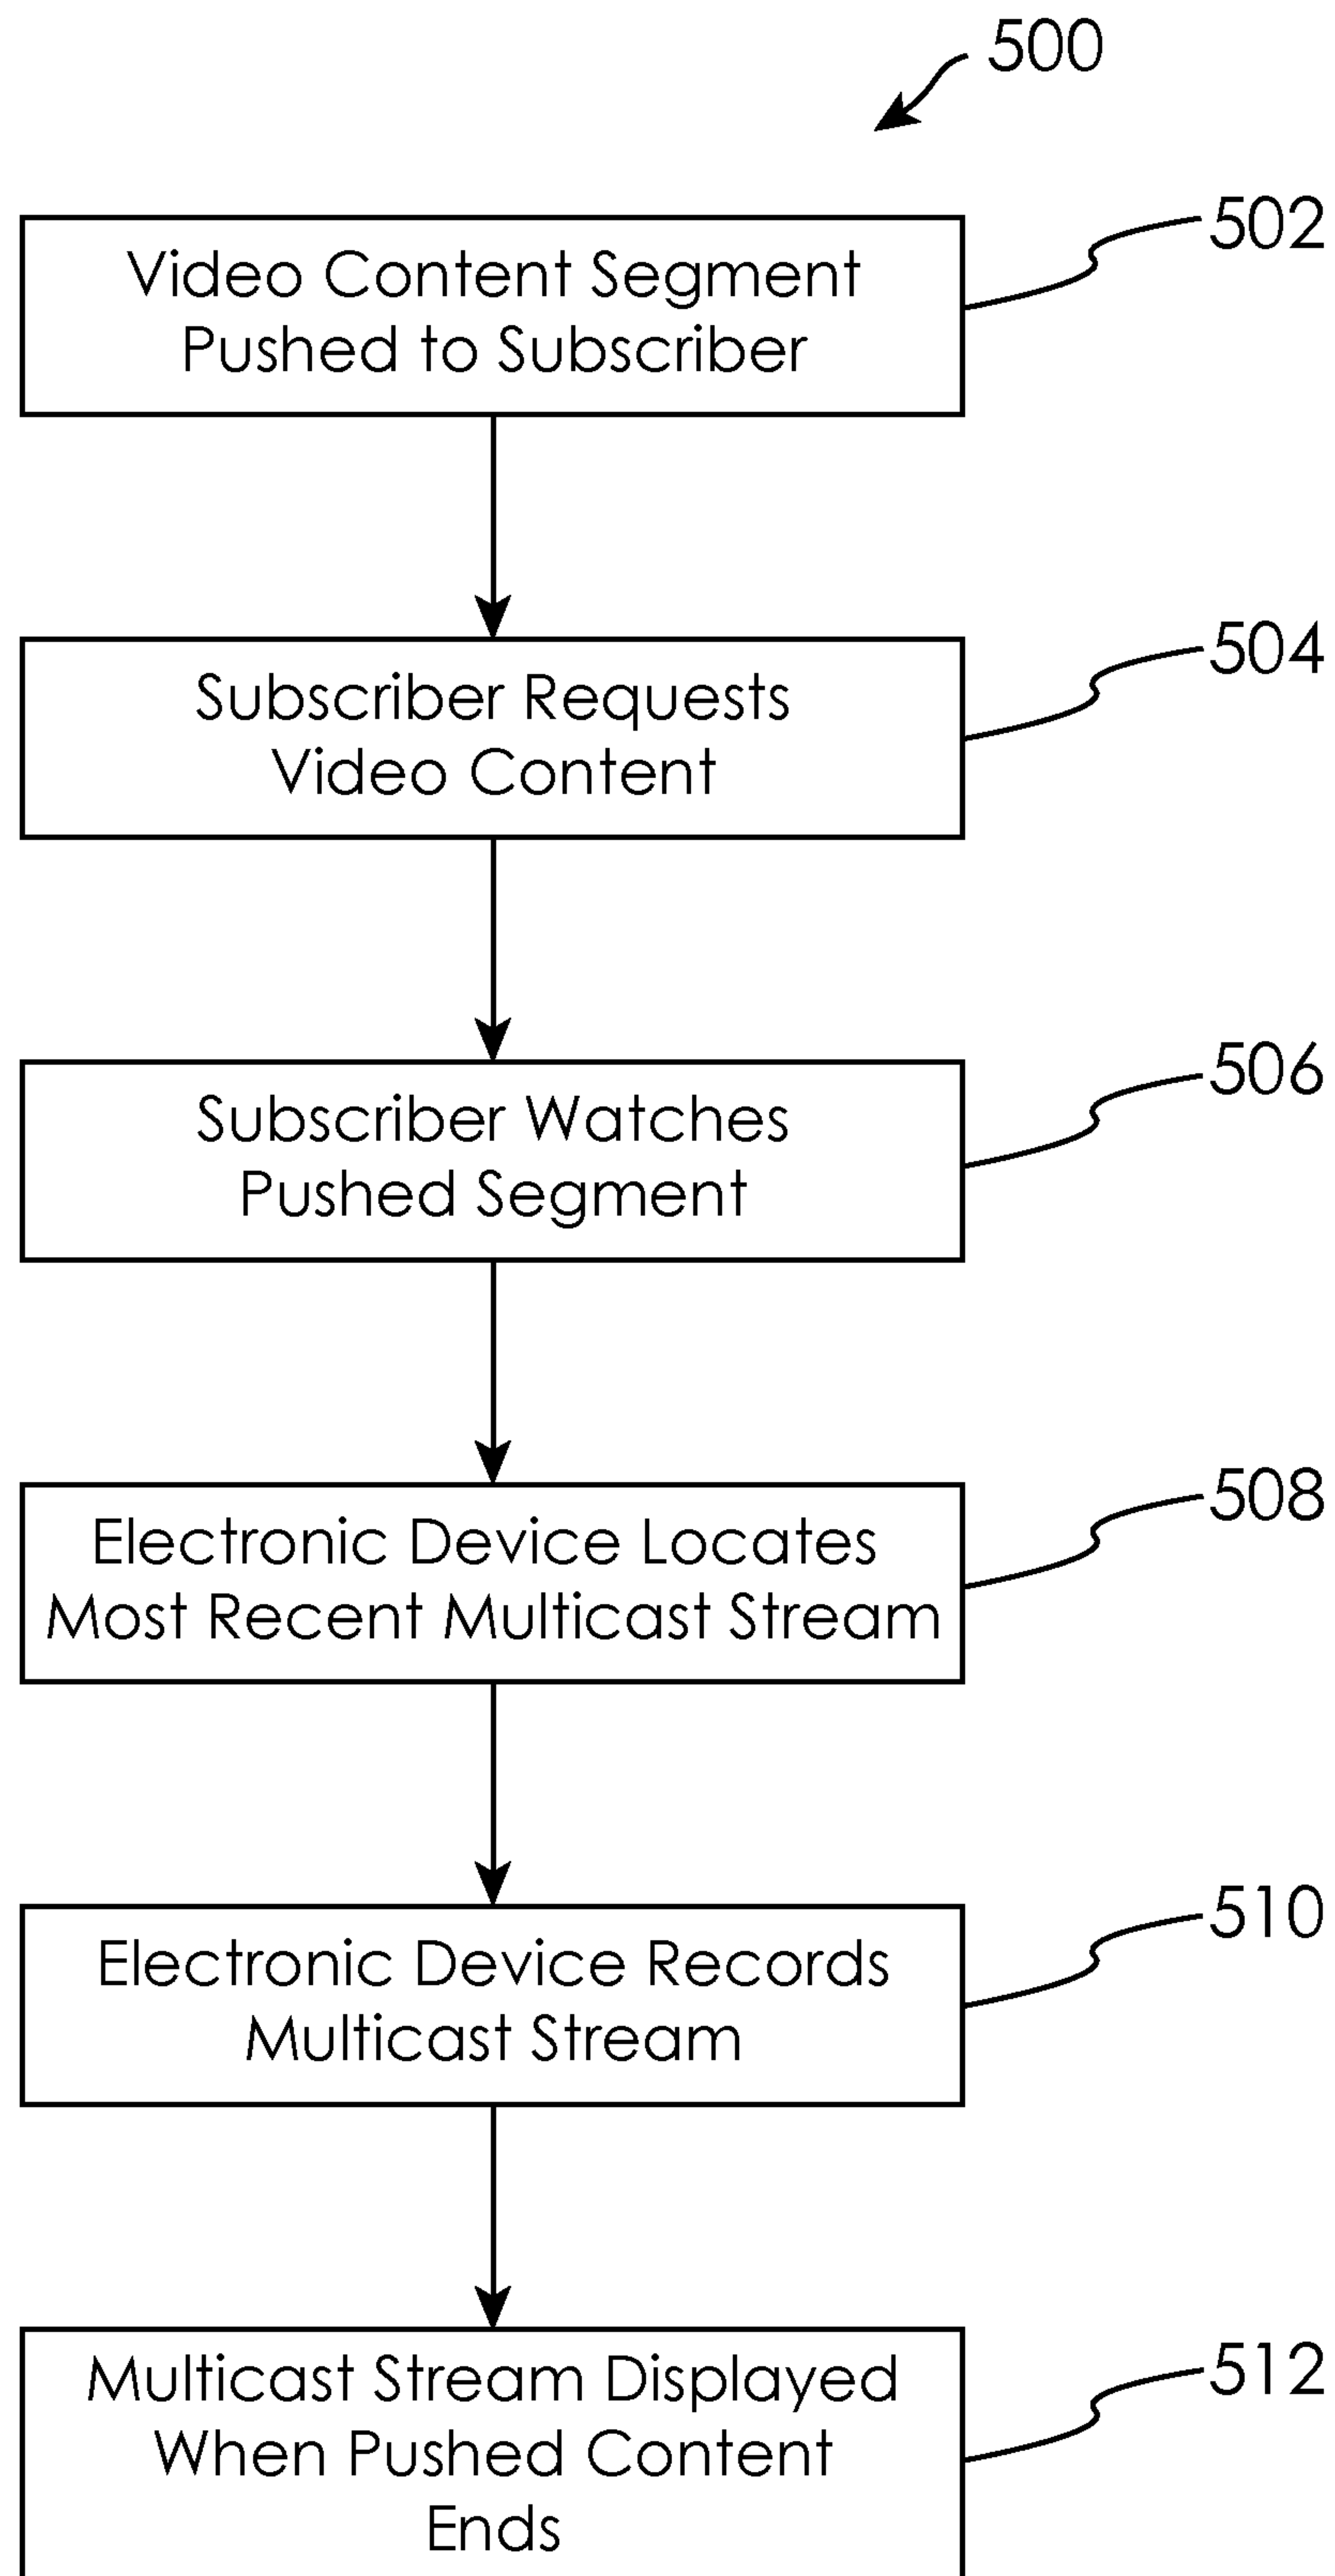 500
502
Video Content Segment
Pushed to Subscriber
504
Subscriber Requests
Video Content
506
Subscriber Watches
Pushed Segment
508
Electronic Device Locates
Most Recent Multicast Stream
510
Electronic Device Records
Multicast Stream
512
Multicast Stream Displayed
When Pushed Content
Ends